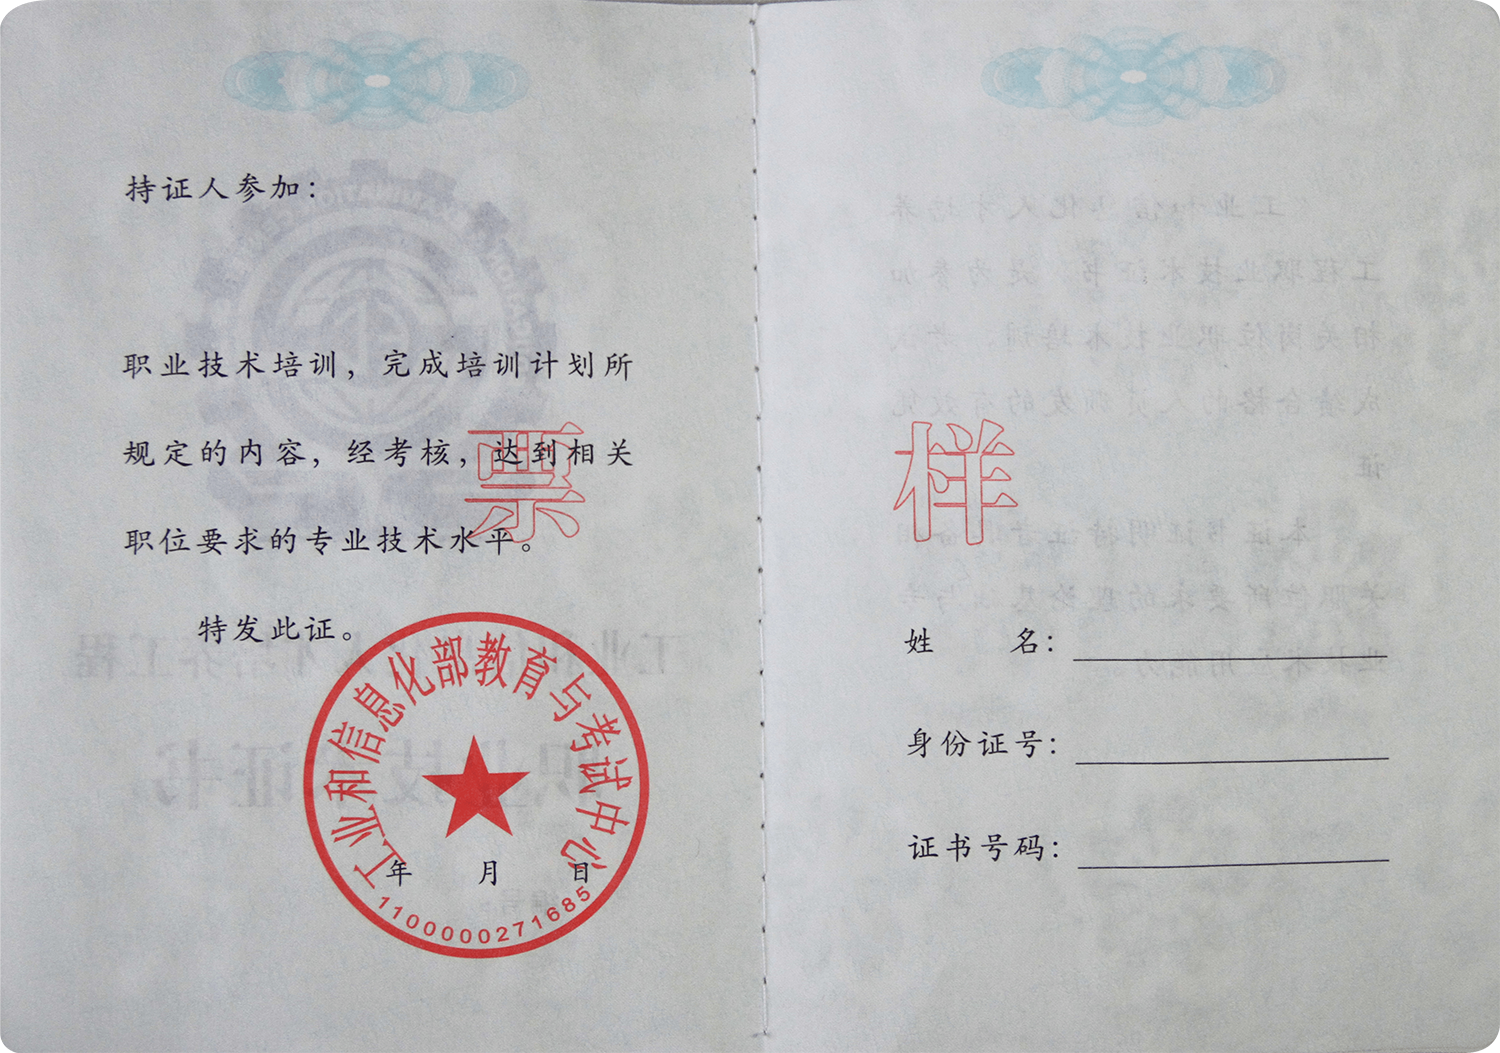 持证人参加：
职业技术培训，完成培训计划所
规定的内容，经考核，达到相关
职位要求的专业技术水平。
特发此证。
工业和信息化部教育与考试中心
年 月 日
1100000271685
票
样
姓 名：
身份证号：
证书号码：